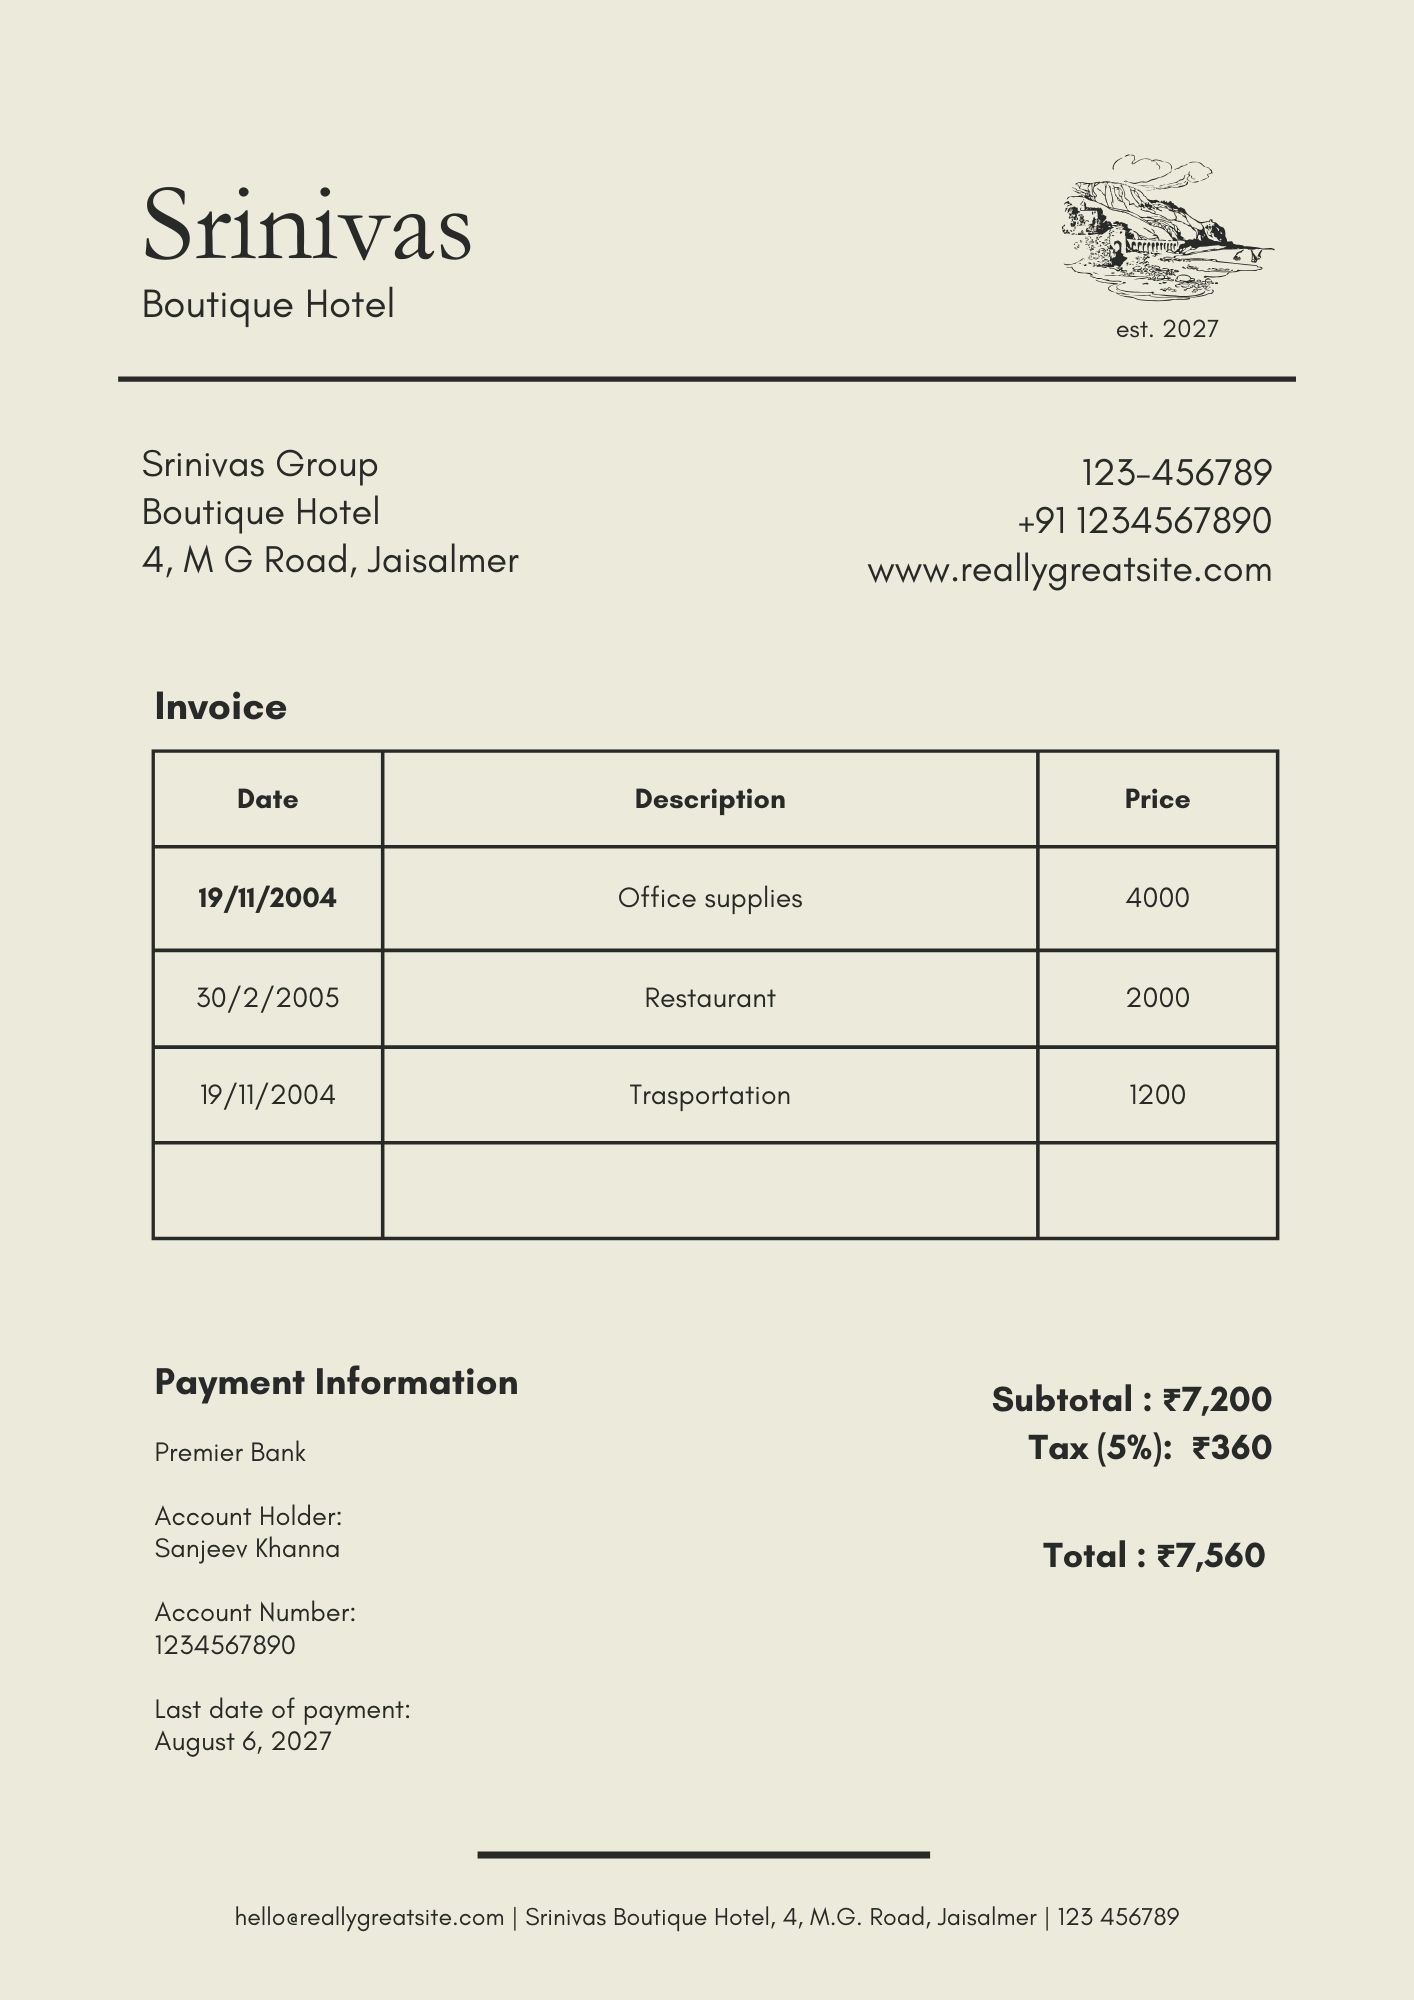 Srinivas
Boutique Hotel
est. 2027
Srinivas Group
Boutique Hotel
4, M G Road, Jaisalmer
123-456789
+91 1234567890
www.reallygreatsite.com
Invoice
Date Description Price
19/11/2004 Office supplies 4000
30/2/2005 Restaurant 2000
19/11/2004 Trasportation 1200
Payment Information
Premier Bank
Account Holder:
Sanjeev Khanna
Account Number:
1234567890
Last date of payment:
August 6, 2027
Subtotal : ₹7,200
Tax (5%): ₹360
Total : ₹7,560
hello@reallygreatsite.com | Srinivas Boutique Hotel, 4, M.G. Road, Jaisalmer | 123 456789